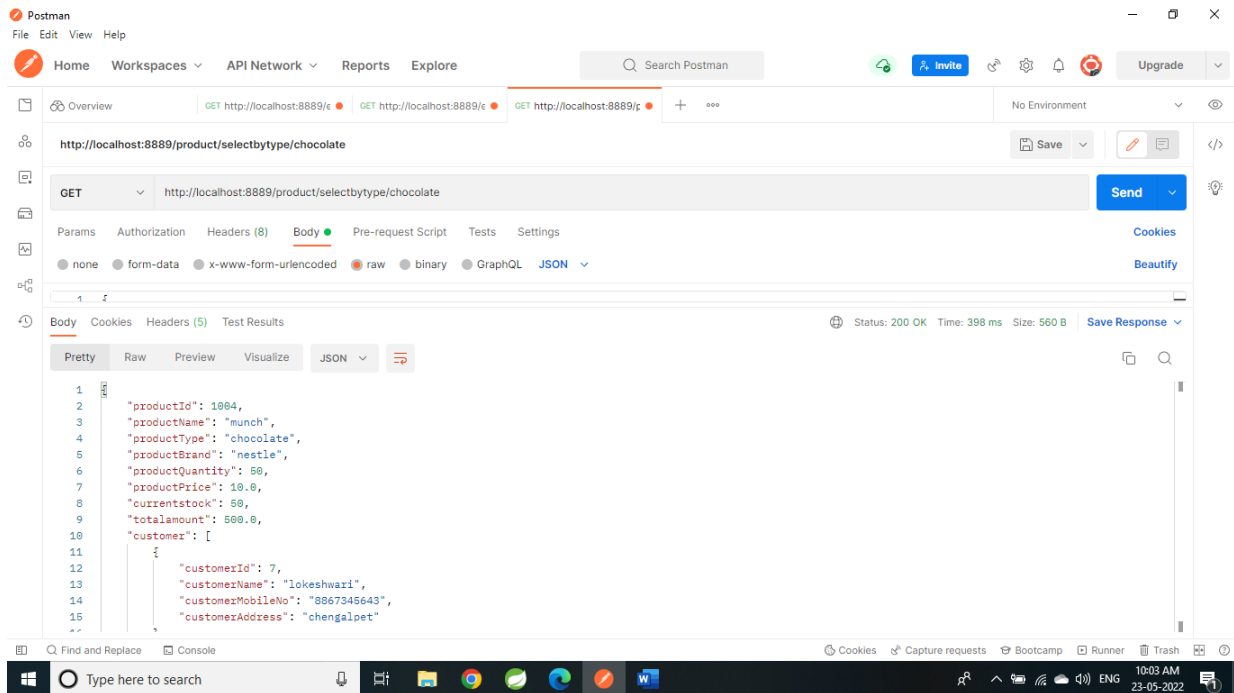 Postman
File Edit View Help
Home Workspaces API Network Reports Explore Search Postman Invite Upgrade
Overview GET http://localhost:8889/e GET http://localhost:8889/e GET http://localhost:8889/p No Environment
http://localhost:8889/product/selectbytype/chocolate Save
GET http://localhost:8889/product/selectbytype/chocolate Send
Params Authorization Headers (8) Body Pre-request Script Tests Settings Cookies
none form-data x-www-form-urlencoded raw binary GraphQL JSON Beautify
1 {
Body Cookies Headers (5) Test Results Status: 200 OK Time: 398 ms Size: 560 B Save Response
Pretty Raw Preview Visualize JSON
1 {
2 "productId": 1004,
3 "productName": "munch",
4 "productType": "chocolate",
5 "productBrand": "nestle",
6 "productQuantity": 50,
7 "productPrice": 10.0,
8 "currentstock": 50,
9 "totalamount": 500.0,
10 "customer": [
11 {
12 "customerId": 7,
13 "customerName": "lokeshwari",
14 "customerMobileNo": "8867345643",
15 "customerAddress": "chengalpet"
Find and Replace Console Cookies Capture requests Bootcamp Runner Trash
Type here to search ENG 10:03 AM
23-05-2022 1